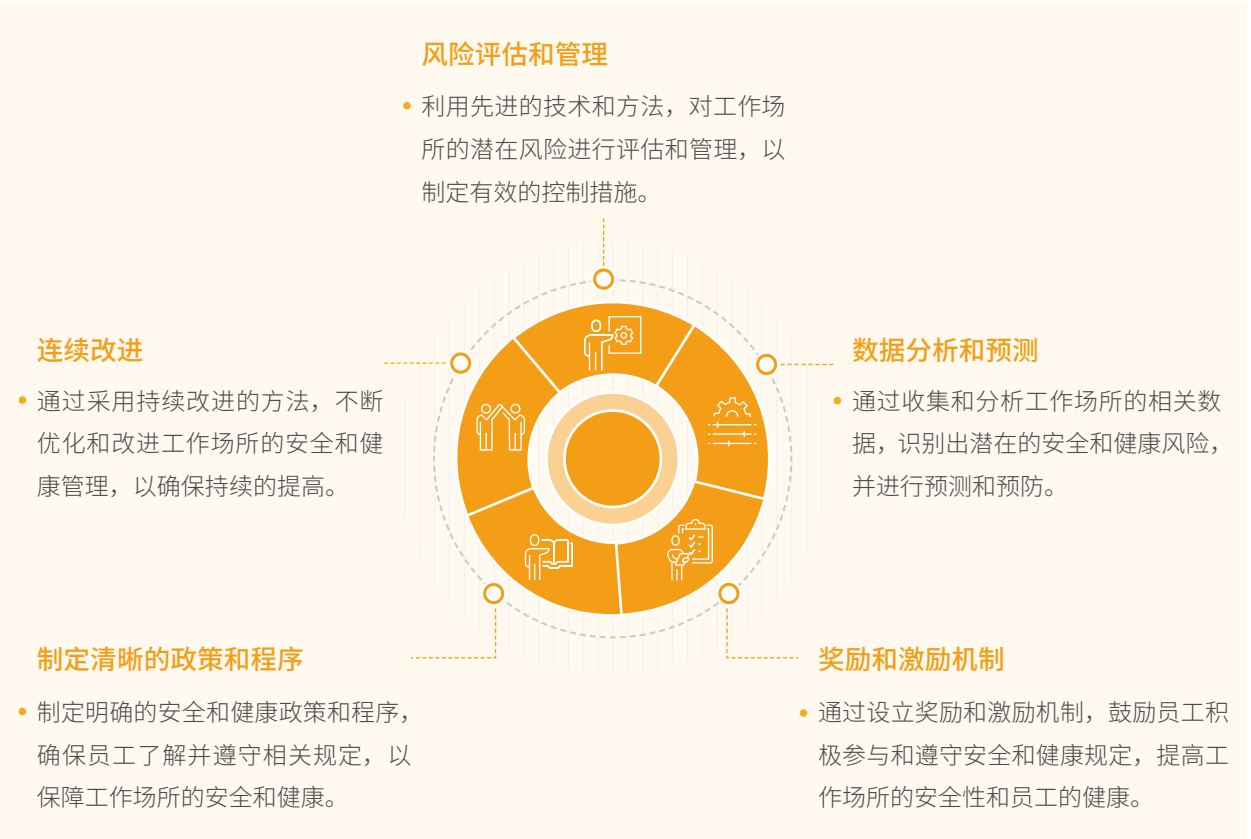 风险评估和管理
利用先进的技术和方法，对工作场
所的潜在风险进行评估和管理，以
制定有效的控制措施。
连续改进
通过采用持续改进的方法，不断
优化和改进工作场所的安全和健
康管理，以确保持续的提高。
数据分析和预测
通过收集和分析工作场所的相关数
据，识别出潜在的安全和健康风险，
并进行预测和预防。
制定清晰的政策和程序
制定明确的安全和健康政策和程序，
确保员工了解并遵守相关规定，以
保障工作场所的安全和健康。
奖励和激励机制
通过设立奖励和激励机制，鼓励员工积
极参与和遵守安全和健康规定，提高工
作场所的安全性和员工的健康。